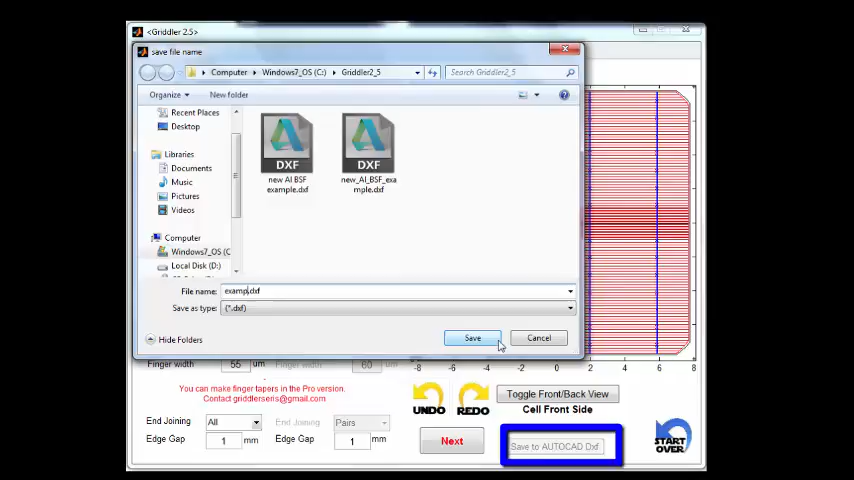 <Griddler 2.5>
save file name
Computer
Windows7_OS (C:)
Griddler2_5
Search Griddler2_5
Organize
New folder
Recent Places
Desktop
Libraries
Documents
Music
Pictures
Videos
Computer
Windows7_OS (C
Local Disk (D:)
DXF
new Al BSF
example.dxf
DXF
new_Al_BSF_exa
mple.dxf
File name: examp.dxf
Save as type: (*.dxf)
Hide Folders
Save
Cancel
Finger width 55 um
Finger width 60 um
-8 -6 -4 -2 0 2 4 6 8
You can make finger tapers in the Pro version.
Contact griddlerseris@gmail.com
UNDO
REDO
Toggle Front/Back View
Cell Front Side
End Joining All
End Joining Pairs
Edge Gap 1 mm
Edge Gap 1 mm
Next
Save to AUTOCAD Dxf
START
OVER